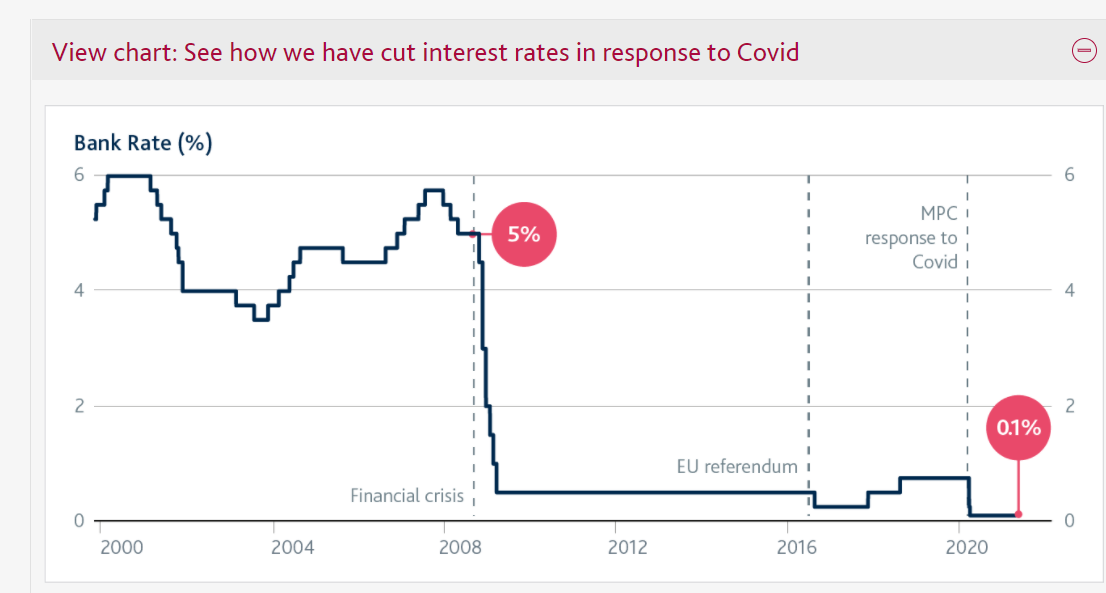 View chart: See how we have cut interest rates in response to Covid
Bank Rate (%)
6
6
5%
MPC
response to
Covid
4
4
2
2
0.1%
EU referendum
Financial crisis
0
0
2000
2004
2008
2012
2016
2020